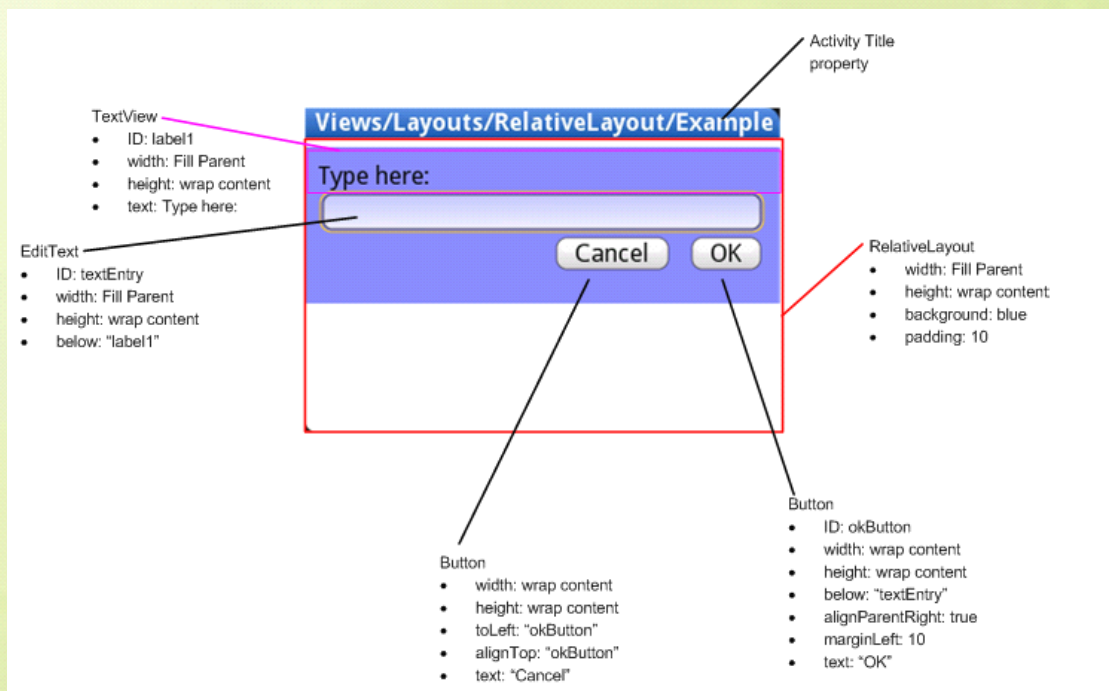 Activity Title
property
TextView
• ID: label1
• width: Fill Parent
• height: wrap content
• text: Type here:
Views/Layouts/RelativeLayout/Example
Type here:
Cancel
OK
EditText
• ID: textEntry
• width: Fill Parent
• height: wrap content
• below: “label1”
RelativeLayout
• width: Fill Parent
• height: wrap content
• background: blue
• padding: 10
Button
• width: wrap content
• height: wrap content
• toLeft: “okButton”
• alignTop: “okButton”
• text: “Cancel”
Button
• ID: okButton
• width: wrap content
• height: wrap content
• below: “textEntry”
• alignParentRight: true
• marginLeft: 10
• text: “OK”